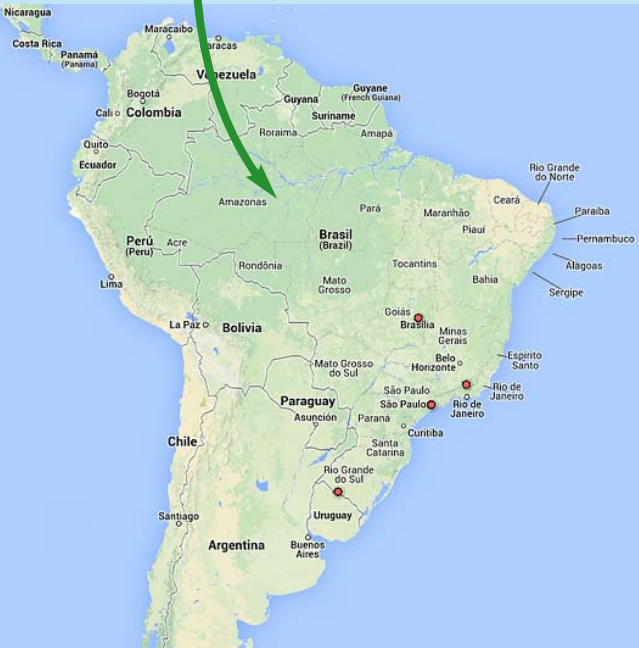 Nicaragua
Maracaibo
Costa Rica
Caracas
Panamá
(Panama)
Venezuela
Bogotá
Guyana
Guyane
(French Guiana)
Cali
Colombia
Suriname
Roraima
Amapá
Quito
Ecuador
Rio Grande
do Norte
Amazonas
Pará
Maranhão
Ceará
Paraíba
Piauí
Perú
(Peru)
Acre
Brasil
(Brazil)
Pernambuco
Rondônia
Tocantins
Alagoas
Lima
Mato
Grosso
Bahia
Sergipe
Goiás
Brasília
La Paz
Bolivia
Minas
Gerais
Belo
Horizonte
Espírito
Santo
Mato Grosso
do Sul
São Paulo
Rio de
Janeiro
Paraguay
São Paulo
Rio de
Janeiro
Asunción
Paraná
Curitiba
Chile
Santa
Catarina
Rio Grande
do Sul
Santiago
Uruguay
Argentina
Buenos
Aires